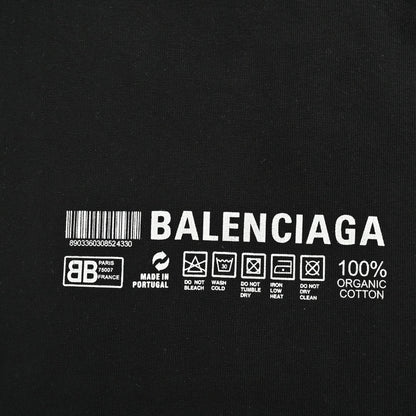 BALENCIAGA
8903360308524330
BB
PARIS
75007
FRANCE
MADE IN
PORTUGAL
DO NOT
BLEACH
WASH
COLD
DO NOT
TUMBLE
DRY
IRON
LOW
HEAT
DO NOT
DRY
CLEAN
100%
ORGANIC
COTTON